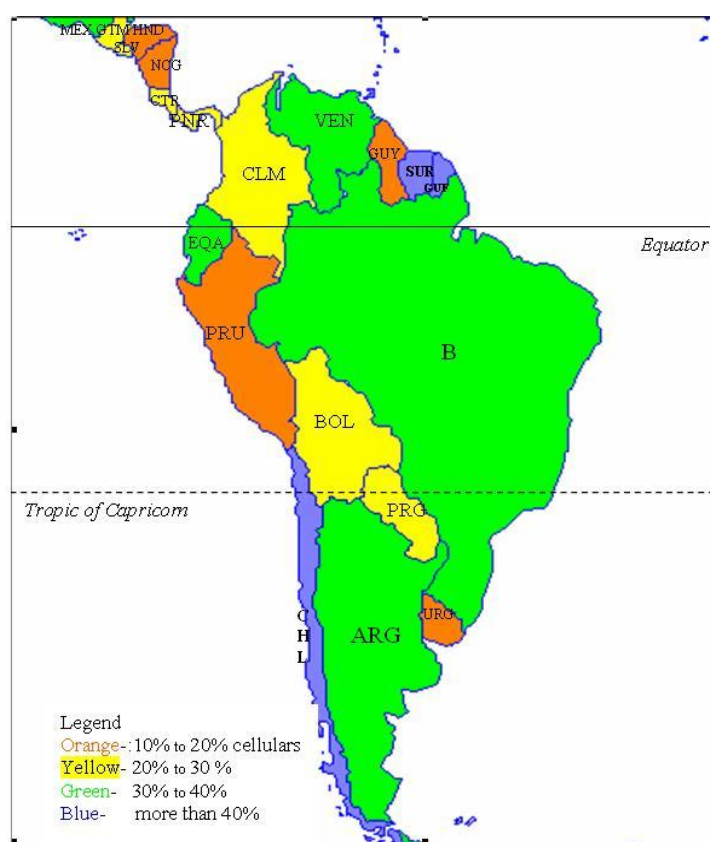 MEX GTM HND
SLV
NCG
CTR
PNR
VEN
GUY
CLM
SUR
GUF
EQA
Equator
PRU
B
BOL
Tropic of Capricorn
PRG
C
H
L
URG
ARG
Legend
Orange-:10% to 20% cellulars
Yellow- 20% to 30 %
Green- 30% to 40%
Blue- more than 40%